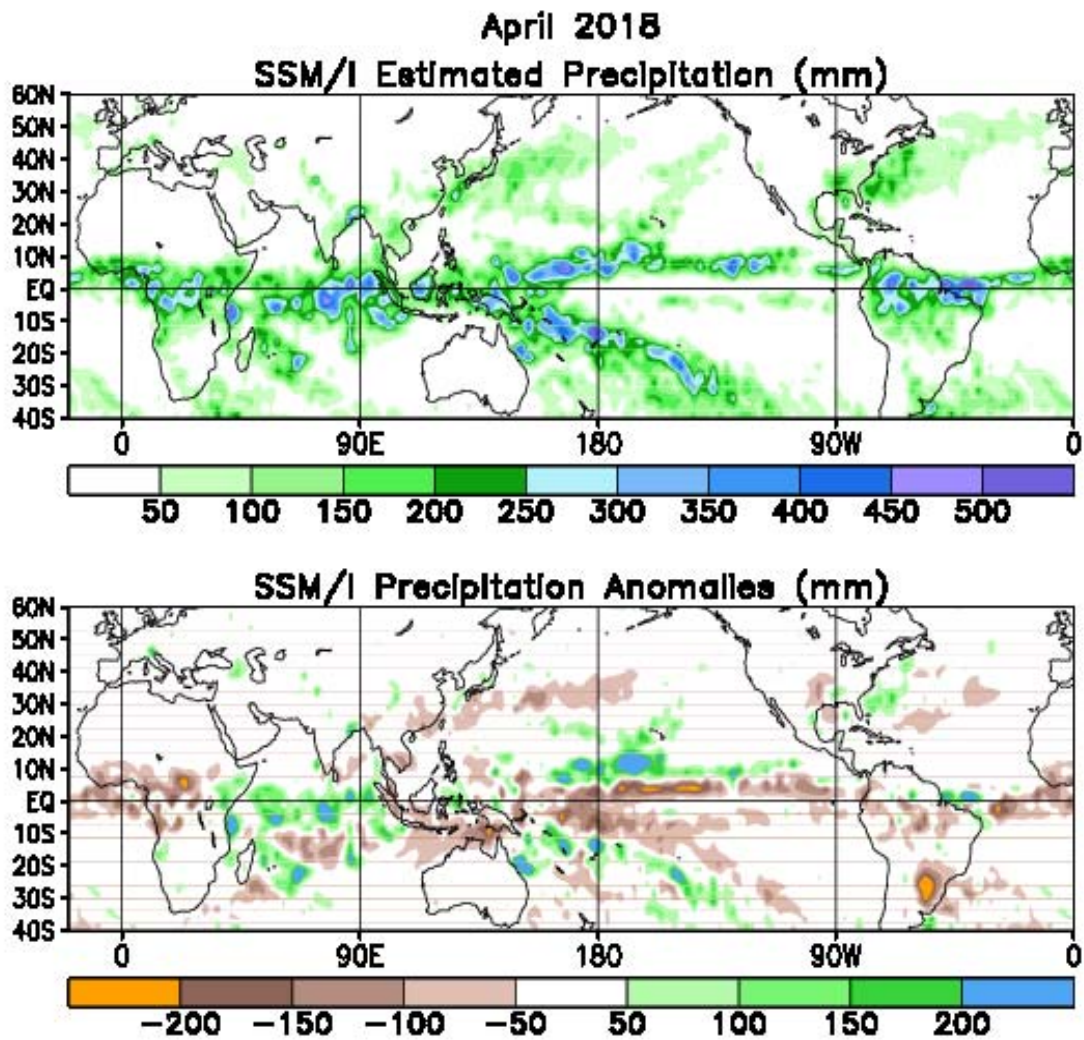 April 2018
SSM/I Estimated Precipitation (mm)
60N
50N
40N
30N
20N
10N
EQ
10S
20S
30S
40S
0 90E 180 90W 0
50 100 150 200 250 300 350 400 450 500
SSM/I Precipitation Anomalies (mm)
60N
50N
40N
30N
20N
10N
EQ
10S
20S
30S
40S
0 90E 180 90W 0
-200 -150 -100 -50 50 100 150 200